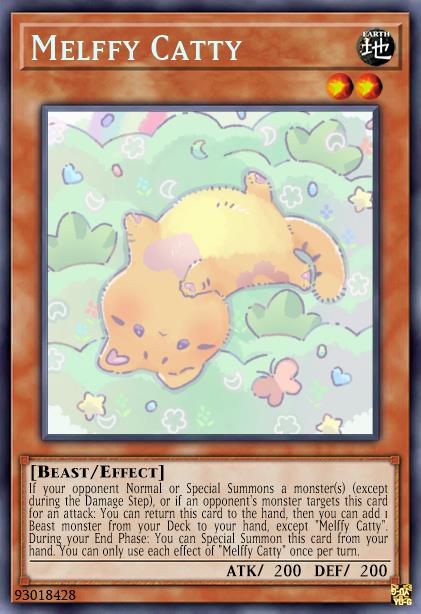 Melffy Catty
EARTH
地
[Beast/Effect]
If your opponent Normal or Special Summons a monster(s) (except
during the Damage Step), or if an opponent's monster targets this card
for an attack: You can return this card to the hand, then you can add 1
Beast monster from your Deck to your hand, except "Melffy Catty".
During your End Phase: You can Special Summon this card from your
hand. You can only use each effect of "Melffy Catty" once per turn.
ATK/ 200 DEF/ 200
93018428